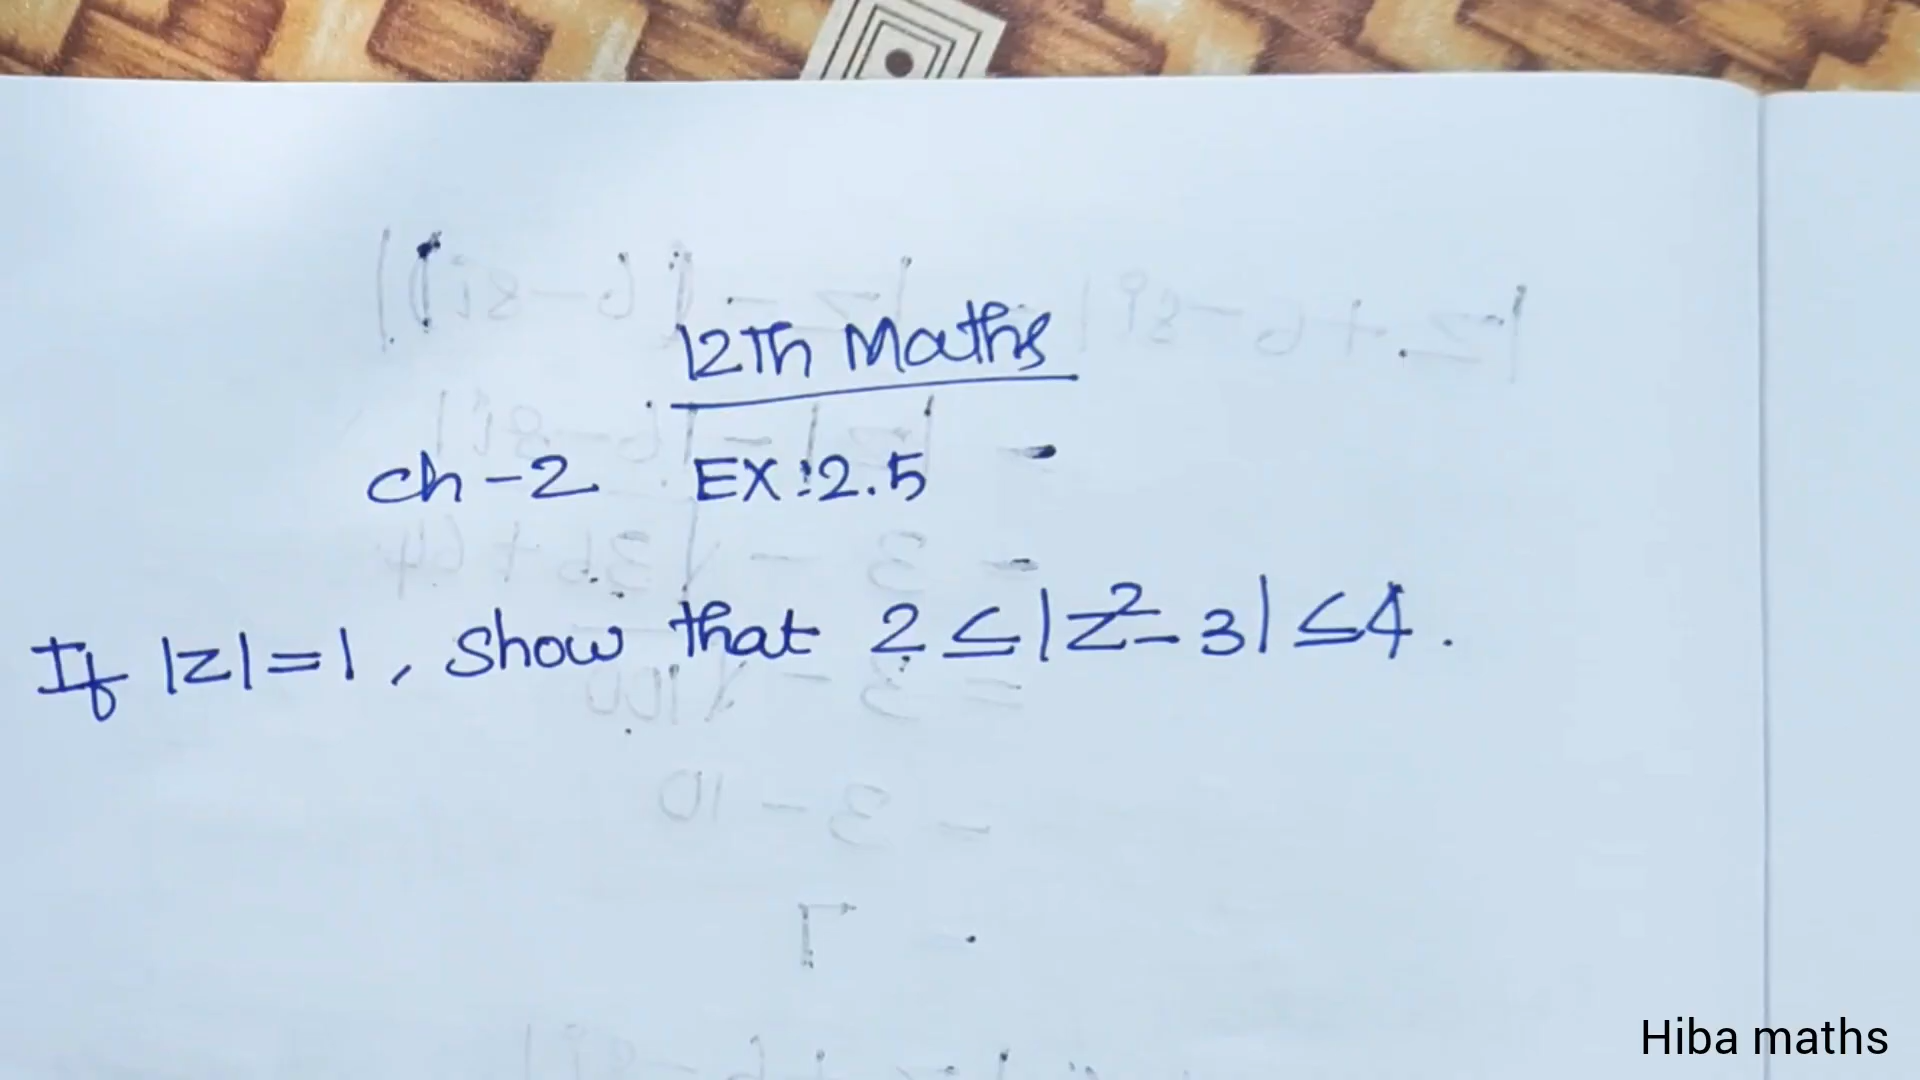 12Th Maths
Ch-2 EX:2.5
If |z|=1, show that 2≤|z²-3|≤4.
Hiba maths